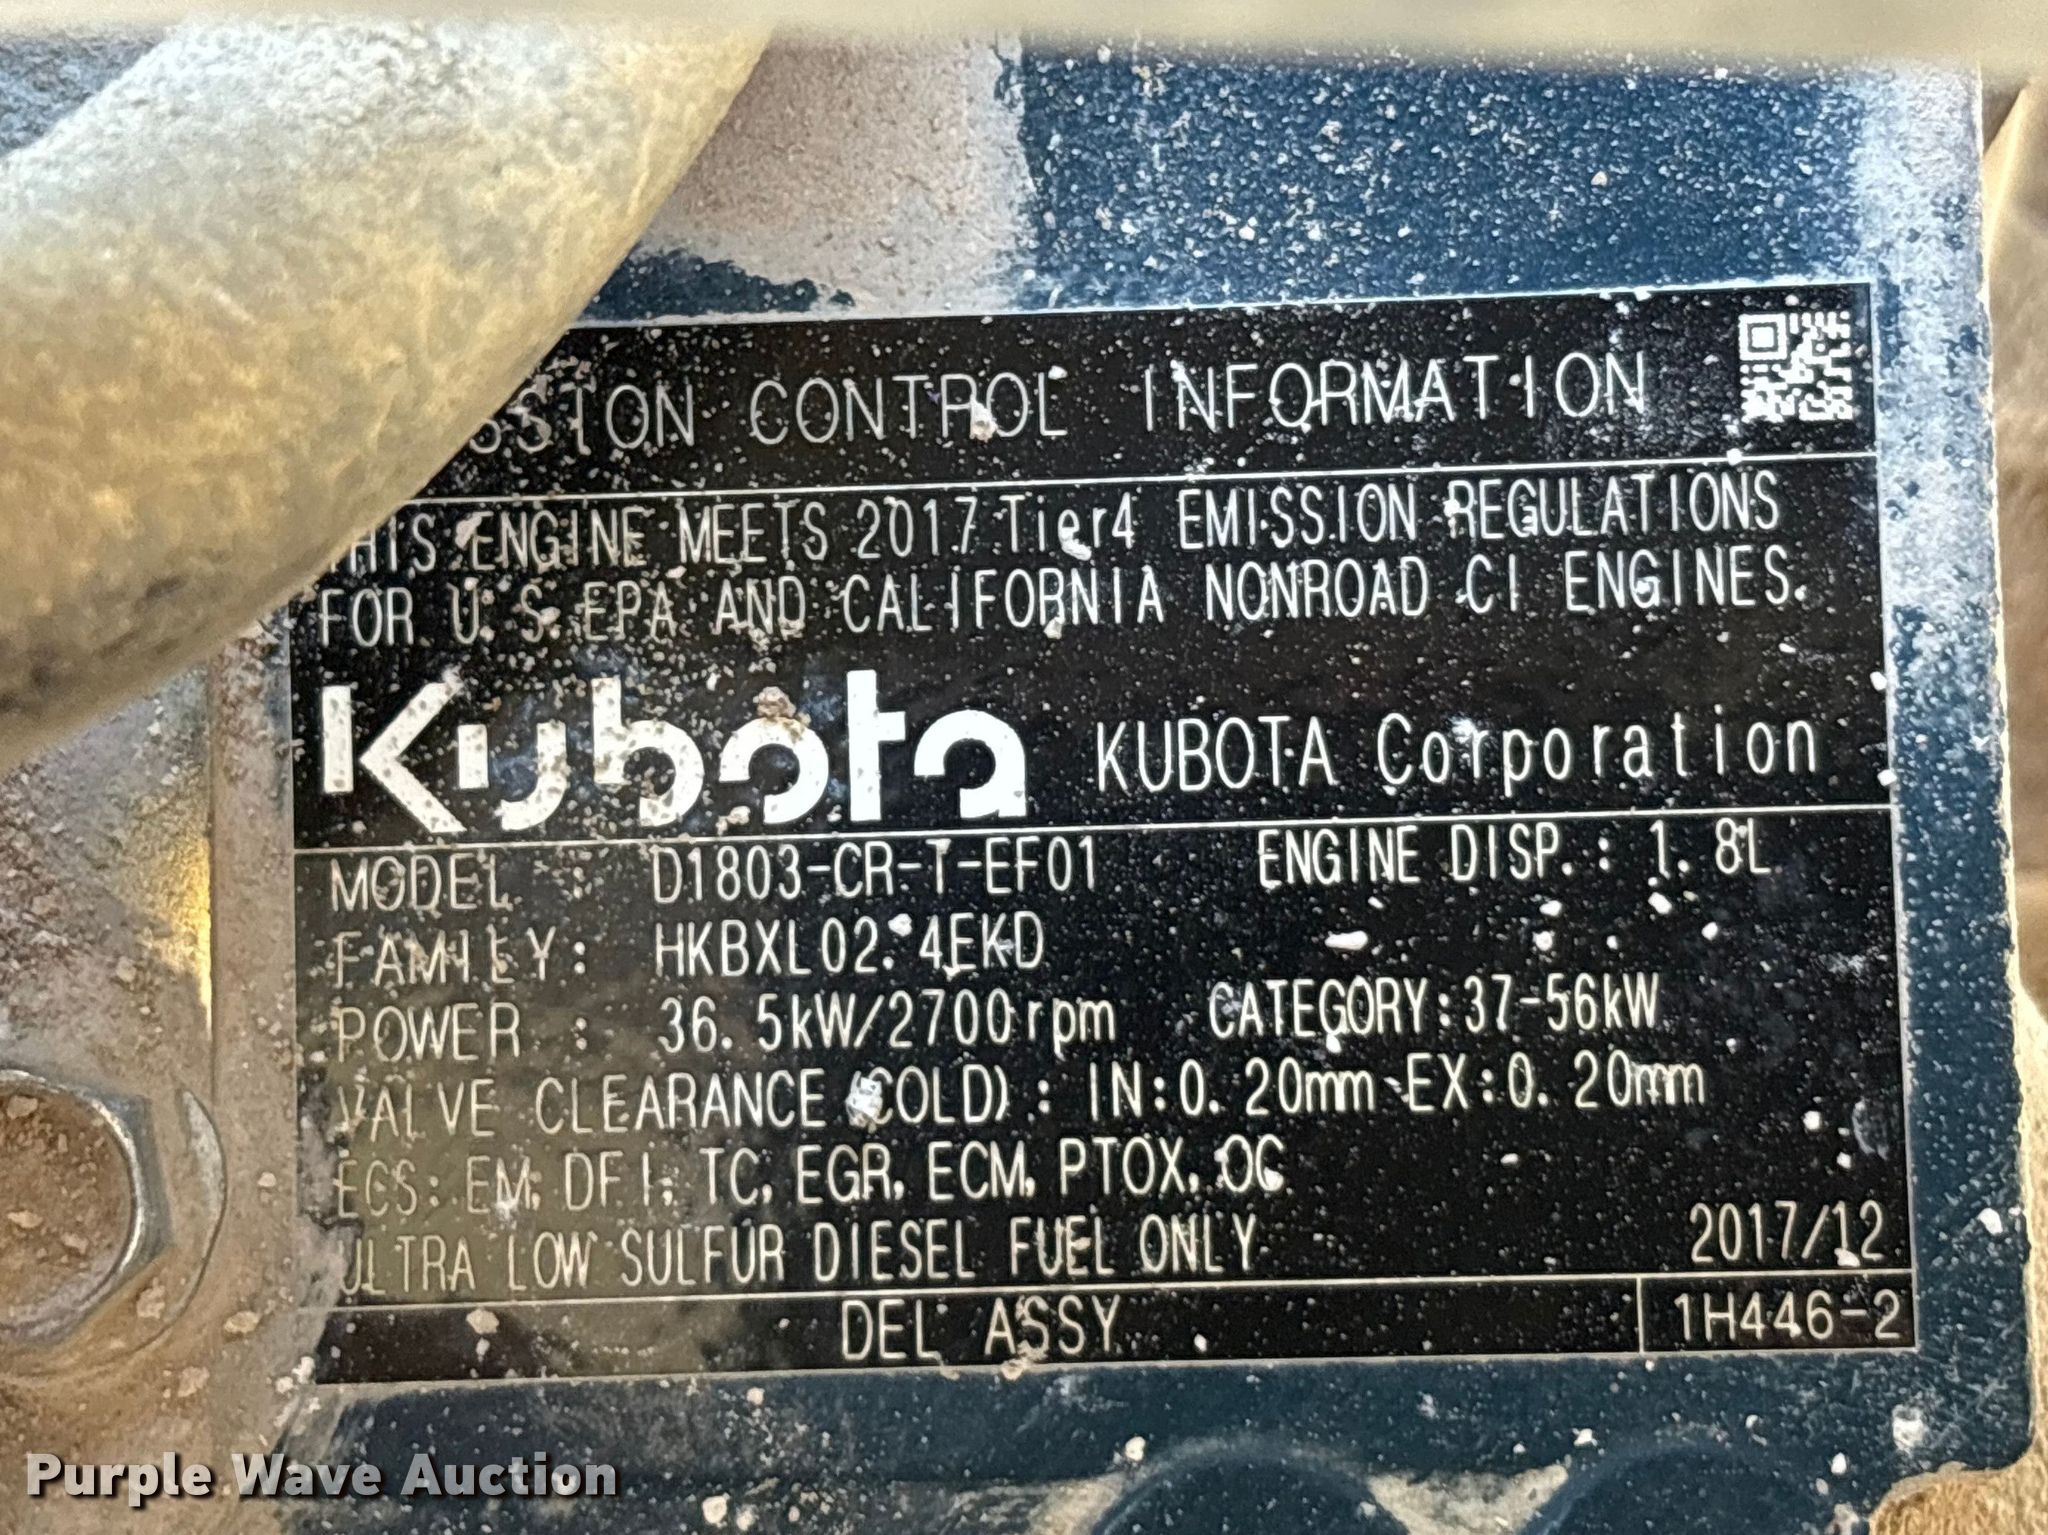 SSION CONTROL INFORMATION
THIS ENGINE MEETS 2017 Tier4 EMISSION REGULATIONS
FOR U.S.EPA AND CALIFORNIA NONROAD CI ENGINES.
Kubota KUBOTA Corporation
MODEL : D1803-CR-T-EF01 ENGINE DISP.: 1.8L
FAMILY: HKBXL02.4EKD
POWER : 36.5kW/2700rpm CATEGORY:37-56kW
VALVE CLEARANCE (COLD): IN:0.20mm EX:0.20mm
ECS: EM, DFI, TC, EGR, ECM, PTOX, OC
ULTRA LOW SULFUR DIESEL FUEL ONLY 2017/12
DEL ASSY 1H446-2
Purple Wave Auction